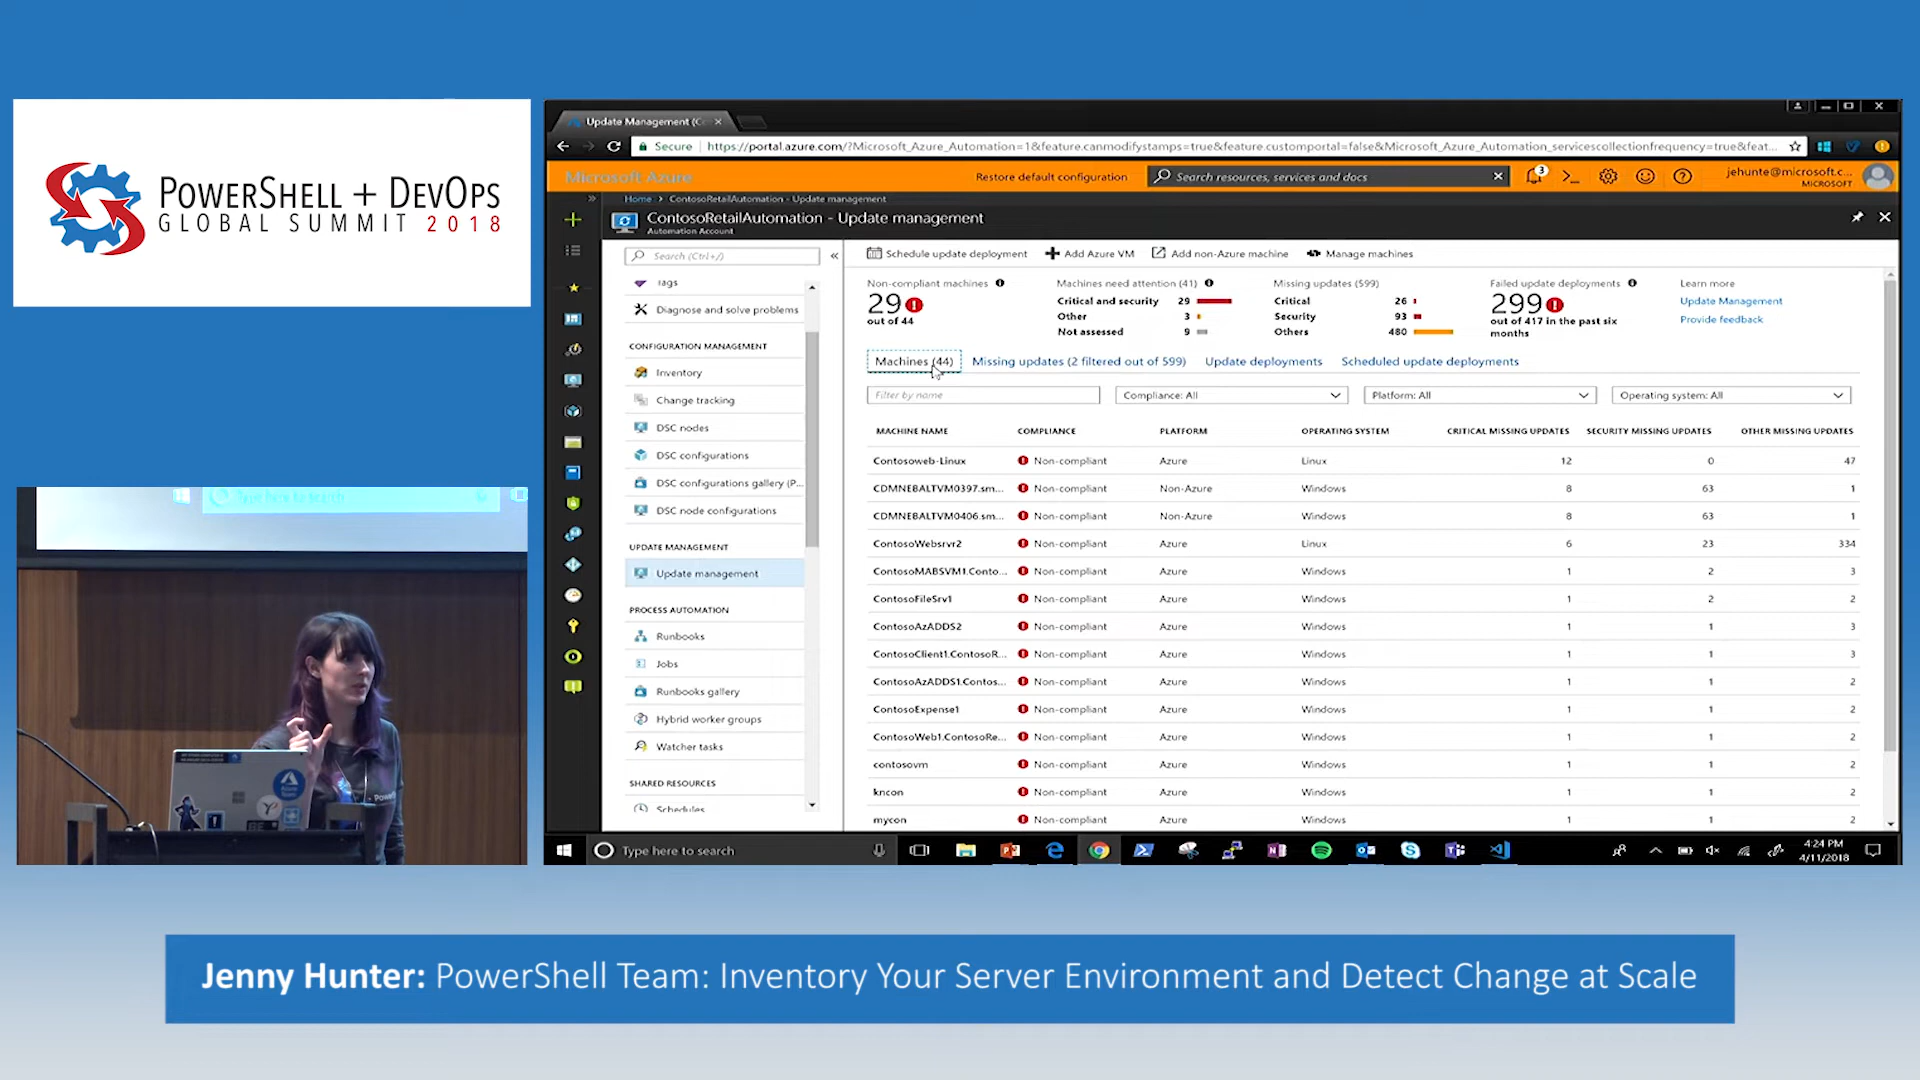 POWERSHELL + DEVOPS
GLOBAL SUMMIT 2018
Type here to search
Update Management (C
Secure
https://portal.azure.com/?Microsoft_Azure_Automation=1&feature.canmodifystamps=true&feature.customportal=false&Microsoft_Azure_Automation_servicescollectionfrequency=true&feat...
Microsoft Azure
Restore default configuration
Search resources, services and docs
3
jehunte@microsoft.c...
MICROSOFT
Home > ContosoRetailAutomation - Update management
ContosoRetailAutomation - Update management
Automation Account
Search (Ctrl+/)
Tags
Diagnose and solve problems
CONFIGURATION MANAGEMENT
Inventory
Change tracking
DSC nodes
DSC configurations
DSC configurations gallery (P...
DSC node configurations
UPDATE MANAGEMENT
Update management
PROCESS AUTOMATION
Runbooks
Jobs
Runbooks gallery
Hybrid worker groups
Watcher tasks
SHARED RESOURCES
Schedules
Schedule update deployment
Add Azure VM
Add non-Azure machine
Manage machines
Non-compliant machines
29
out of 44
Machines need attention (41)
Critical and security 29
Other 3
Not assessed 9
Missing updates (599)
Critical 26
Security 93
Others 480
Failed update deployments
299
out of 417 in the past six
months
Learn more
Update Management
Provide feedback
Machines (44)
Missing updates (2 filtered out of 599)
Update deployments
Scheduled update deployments
Filter by name
Compliance: All
Platform: All
Operating system: All
MACHINE NAME COMPLIANCE PLATFORM OPERATING SYSTEM CRITICAL MISSING UPDATES SECURITY MISSING UPDATES OTHER MISSING UPDATES
Contosoweb-Linux Non-compliant Azure Linux 12 0 47
CDMNEBALTVM0397.sm... Non-compliant Non-Azure Windows 8 63 1
CDMNEBALTVM0406.sm... Non-compliant Non-Azure Windows 8 63 1
ContosoWebsrvr2 Non-compliant Azure Linux 6 23 334
ContosoMABSVM1.Conto... Non-compliant Azure Windows 1 2 3
ContosoFileSrv1 Non-compliant Azure Windows 1 2 2
ContosoAzADDS2 Non-compliant Azure Windows 1 1 3
ContosoClient1.ContosoR... Non-compliant Azure Windows 1 1 3
ContosoAzADDS1.Contos... Non-compliant Azure Windows 1 1 2
ContosoExpense1 Non-compliant Azure Windows 1 1 2
ContosoWeb1.ContosoRe... Non-compliant Azure Windows 1 1 2
contosovm Non-compliant Azure Windows 1 1 2
kncon Non-compliant Azure Windows 1 1 2
mycon Non-compliant Azure Windows 1 1 2
Type here to search
4:24 PM
4/11/2018
Jenny Hunter: PowerShell Team: Inventory Your Server Environment and Detect Change at Scale